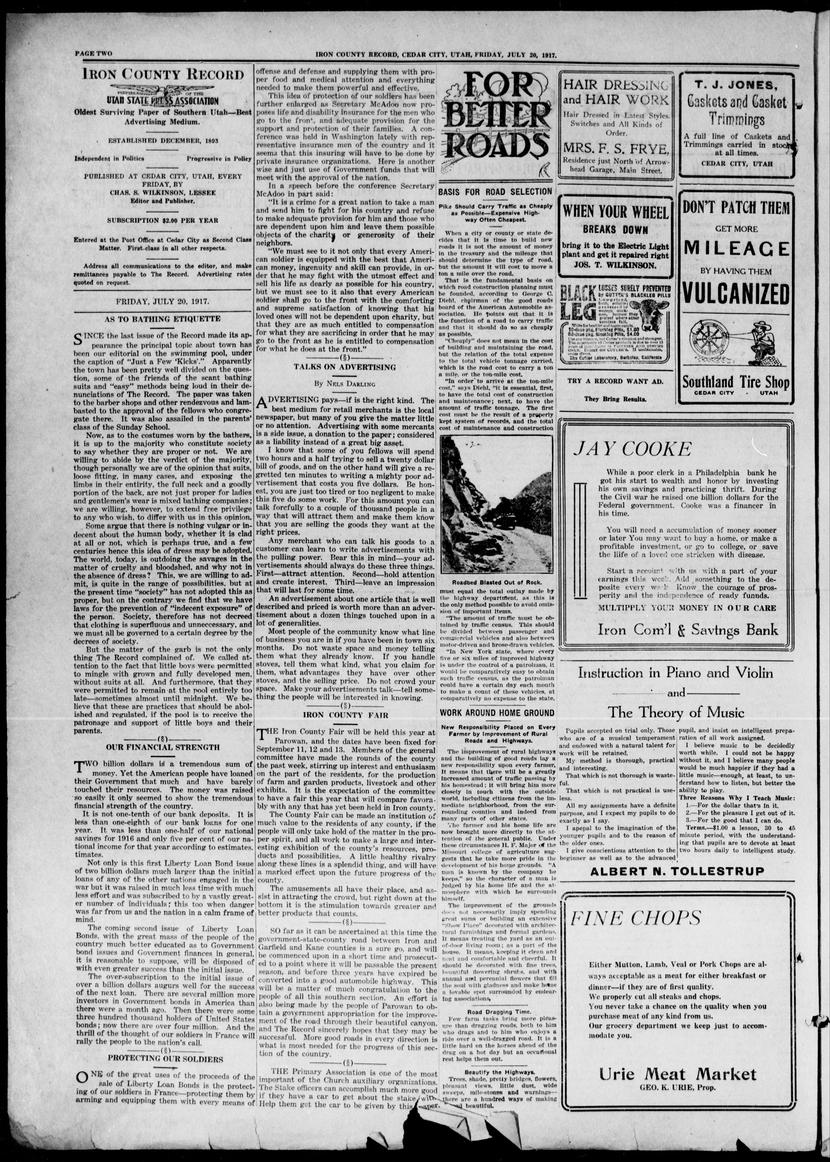 PAGE TWO
IRON COUNTY RECORD, CEDAR CITY, UTAH, FRIDAY, JULY 20, 1917.
IRON COUNTY RECORD
OF THE
UTAH STATE PRESS ASSOCIATION
Oldest Surviving Paper of Southern Utah—Best
Advertising Medium.
ESTABLISHED DECEMBER, 1893
Independent in Politics Progressive in Policy
PUBLISHED AT CEDAR CITY, UTAH, EVERY
FRIDAY, BY
CHAS. S. WILKINSON, LESSEE
Editor and Publisher.
SUBSCRIPTION $2.00 PER YEAR
Entered at the Post Office at Cedar City as Second Class
Matter. First-class in all other respects.
Address all communications to the editor, and make
remittances payable to The Record. Advertising rates
quoted on request.
FRIDAY, JULY 20, 1917.
AS TO BATHING ETIQUETTE
SINCE the last issue of the Record made its ap-
pearance the principal topic about town has
been our editorial on the swimming pool, under
the caption of "Just a Few 'Kicks'." Apparently
the town has been pretty well divided on the ques-
tion, some of the friends of the scant bathing
suits and "easy" methods being loud in their de-
nunciations of The Record. The paper was taken
to the barber shops and other rendezvous and lam-
basted to the approval of the fellows who congre-
gate there. It was also assailed in the parents'
class of the Sunday School.
Now, as to the costumes worn by the bathers,
it is up to the majority who constitute society
to say whether they are proper or not. We are
willing to abide by the verdict of the majority,
though personally we are of the opinion that suits,
loose fitting, in many cases, and exposing the
limbs in their entirety, the full neck and a goodly
portion of the back, are not just proper for ladies
and gentlemen's wear is mixed bathing companies;
we are willing, however, to extend free privilege
to any who wish, to differ with us in this opinion,
Some argue that there is nothing vulgar or in-
decent about the human body, whether it is clad
at all or not, which is perhaps true, and a few
centuries hence this idea of dress may be adopted.
The world, today, is outdoing the savages in the
matter of cruelty and bloodshed, and why not in
the absence of dress? This, we are willing to ad-
mit, is quite in the range of possibilities, but at
the present time "society" has not adopted this as
proper, but on the contrary we find that we have
laws for the prevention of "indecent exposure" of
the person. Society, therefore has not decreed
that clothing is superfluous and unnecessary, and
we must all be governed to a certain degree by the
decrees of society.
But the matter of the garb is not the only
thing The Record complained of. We called at-
tention to the fact that little boys were permitted
to mingle with grown and fully developed men,
without suits at all. And furthermore, that they
were permitted to remain at the pool entirely too
late—sometimes almost until midnight. We be-
lieve that these are practices that should be abol-
ished and regulated, if the pool is to receive the
patronage and support of little boys and their
parents.
(§)
OUR FINANCIAL STRENGTH
TWO billion dollars is a tremendous sum of
money. Yet the American people have loaned
their Government that much and have barely
touched their resources. The money was raised
so easily it only seemed to show the tremendous
financial strength of the country.
It is not one-tenth of our bank deposits. It is
less than one-eighth of our bank loans for one
year. It was less than one-half of our national
savings for 1916 and only five per cent of our na-
tional income for that year according to estimates.
timates.
Not only is this first Liberty Loan Bond issue
of two billion dollars much larger than the initial
loans of any of the other nations engaged in the
war but it was raised in much less time with much
less effort and was subscribed to by a vastly great-
er number of individuals; this too when danger
was far from us and the nation in a calm frame of
mind.
The coming second issue of Liberty Loan
Bonds, with the great mass of the people of the
country much better educated as to Government
bond issues and Government finances in general,
it is reasonable to suppose, will be disposed of
with even greater success than the initial issue.
The over-subscription to the initial issue of
over a billion dollars augurs well for the success
of the next loan. There are several million more
investors in Government bonds in America than
there were a month ago. Then there were some
three hundred thousand holders of United States
bonds; now there are over four million. And the
thrill of the thought of our soldiers in France will
rally the people to the nation's call.
(§)
PROTECTING OUR SOLDIERS
ONE of the great uses of the proceeds of the
sale of Liberty Loan Bonds is the protect-
ing of our soldiers in France—protecting them by
arming and equipping them with every means of
offense and defense and supplying them with pro-
per food and medical attention and everything
needed to make them powerful and effective.
This idea of protection of our soldiers has been
further enlarged as Secretary McAdoo now pro-
poses life and disability insurance for the men who
go to the front, and adequate provision for the
support and protection of their families. A con-
ference was held in Washington lately with rep-
resentative insurance men of the country and it
seems that this insuring will have to be done by
private insurance organizations. Here is another
wise and just use of Government funds that will
meet with the approval of the nation.
In a speech before the conference Secretary
McAdoo in part said:
"It is a crime for a great nation to take a man
and send him to fight for his country and refuse
to make adequate provision for him and those who
are dependent upon him and leave them possible
objects of the charity or generosity of their
neighbors.
"We must see to it not only that every Ameri-
can soldier is equipped with the best that Ameri-
can money, ingenuity and skill can provide, in or-
der that he may fight with the utmost effect and
sell his life as dearly as possible for his country,
but we must see to it also that every American
soldier shall go to the front with the comforting
and supreme satisfaction of knowing that his
loved ones will not be dependent upon charity, but
that they are as much entitled to compensation
for what they are sacrificing in order that he may
go to the front as he is entitled to compensation
for what he does at the front."
(§)
TALKS ON ADVERTISING
By NELS DARLING
ADVERTISING pays—if is the right kind. The
best medium for retail merchants is the local
newspaper, but many of you give the matter little
or no attention. Advertising with some mercants
is a side issue, a donation to the paper; considered
as a liability instead of a great big asset.
I know that some of you fellows will spend
two hours and a half trying to sell a twenty dollar
bill of goods, and on the other hand will give a re-
gretted ten minutes to writing a mighty poor ad-
vertisement that costs you five dollars. Be hon-
est, you are just too tired or too negligent to make
this five do some work. For this amount you can
talk forcfully to a couple of thousand people in a
way that will attract them and make them know
that you are selling the goods they want at the
right prices.
Any merchant who can talk his goods to a
customer can learn to write advertisements with
the pulling power. Bear this in mind—your ad-
vertisements should always do these three things.
First—attract attention. Second—hold attention
and create interest. Third—leave an impression
that will last for some time.
An advertisement about one article that is well
described and priced is worth more than an adver-
tisement about a dozen things touched upon in a
lot of generalities.
Most people of the community know what line
of business you are in if you have been in town six
months. Do not waste space and money telling
them what they already know. If you handle
stoves, tell them what kind, what you claim for
them, what advantages they have over other
stoves, and the selling price. Do not crowd your
space. Make your advertisements talk—tell some-
thing the people will be interested in knowing.
(§)
IRON COUNTY FAIR
THE Iron County Fair will be held this year at
Parowan, and the dates have been fixed for
September 11, 12 and 13. Members of the general
committee have made the rounds of the county
the past week, stirring up interest and enthusiasm
on the part of the residents, for the production
of farm and garden products, livestock and other
exhibits. It is the expectation of the committee
to have a fair this year that will compare favora-
bly with any that has yet been held in Iron county.
The County Fair can be made an institution of
much value to the residents of any county, if the
people will only take hold of the matter in the pro-
per spirit, and all work to make a large and inter-
esting exhibition of the county's resources, pro-
ducts and possibilities. A little healthy rivalry
along these lines is a splendid thing, and will have
a marked effect upon the future progress of the
county.
The amusements all have their place, and as-
sist in attracting the crowd, but right down at the
bottom it is the stimulation towards greater and
better products that counts.
(§)
SO far as can be ascertained at this time the
government-state-county road between Iron and
Garfield and Kane counties is a sure go, and will
be commenced upon in a short time and prosecut-
ed to a point where it will be passable the present
season, and before three years have expired be
converted into a good automobile highway. This
will be a matter of much congratulation to the
people of all this southern section. An effort is
also being made by the people of Parowan to ob-
tain a government appropriation for the improve-
ment of the road through their beautiful canyon,
and The Record sincerely hopes that they may be
successful. More good roads in every direction is
what is most needed for the progress of this sec-
tion of the country.
(§)
THE Primary Association is one of the most
important of the Church auxiliary organizations.
The Stake officers can accomplish much more good
if they have a car to get about the stake with.
Help them get the car to be given by this paper.
FOR BETTER ROADS
BASIS FOR ROAD SELECTION
Pike Should Carry Traffic as Cheaply
as Possible—Expensive High-
way Often Cheapest.
When a city or county or state de-
cides that it is time to build new
roads it is not the amount of money
in the treasury and the mileage that
should determine the type of road,
but the amount it will cost to move a
ton a mile over the road.
That is the fundamental basis on
which road construction planning must
be founded, according to George C.
Diehl, chairman of the good roads
board of the American Automobile as-
sociation. He points out that it is
the function of a road to carry traffic
and that it should do so as cheaply
as possible.
"Cheaply" does not mean in the cost
of building and maintaining the road,
but the relation of the total expense
to the total vehicle tonnage carried,
which is the road cost to carry a ton
a mile, or the ton-mile cost.
"In order to arrive at the ton-mile
cost," says Diehl, "it is essential, first,
to have the total cost of construction
and maintenance; next, to have the
amount of traffic tonnage. The first
cost must be the result of a properly
kept system of records, and the total
cost of maintenance and construction
Roadbed Blasted Out of Rock.
must equal the total outlay made by
the highway department, as this is
the only method possible to avoid omis-
sion of important items.
"The amount of traffic must be ob-
tained by traffic census. This should
be divided between passenger and
commercial vehicles and also between
motor-driven and horse-drawn vehicles.
"In New York state, where every
five or six miles of improved highway
is under the control of a patrolman, it
would be comparatively easy to obtain
such traffic census, as the patrolman
could have a certain day each month
to make a count of these vehicles, at
comparatively no expense to the state.
WORK AROUND HOME GROUND
New Responsibility Placed on Every
Farmer by Improvement of Rural
Roads and Highways.
The improvement of rural highways
and the building of good roads lay a
new responsibility upon every farmer.
It means that there will be a greatly
increased amount of traffic passing by
his homestead; it will bring him more
closely in touch with the outside
world, including citizens from the im-
mediate neighborhood, from the sur-
rounding counties and indeed from
many parts of other states.
The farmer and his home life are
now brought more directly to the at-
tention of the general public. Under
these circumstances H. F. Major of the
Missouri college of agriculture sug-
gests that he take more pride in the
development of his home grounds. "A
man is known by the company he
keeps," so the character of a man is
judged by his home life and the at-
mosphere with which he surrounds
himself.
The improvement of the grounds
does not necessarily imply spending
great sums or building an extensive
"Show Place" decorated with architec-
tural furnishings and formal gardens.
It means treating the yard as an out-
of-door living room; as a part of the
house. It means, keeping it clean and
neat and comfortable and cheerful. It
should be decorated with fine trees,
beautiful flowering shrubs, and with
annual and perennial flowers that fill
the soul with gladness and make home
a lovable spot surrounded by endear-
ing associations.
Road Dragging Time.
Few farm tasks bring more pleas-
ure than dragging roads, both to him
who drags and to him who enjoys a
ride over a well-dragged road. It is a
little hard on the horses ahead of the
drag on a hot day but an occasional
rest helps them out.
Beautify the Highways.
Trees, shade, pretty bridges, flowers,
pleasant views, little dens, wide
sweeps, mile-stones and warnings—
there are a hundred ways of making
beautiful.
HAIR DRESSING
and HAIR WORK
Hair Dressed in Latest Styles.
Switches and All Kinds of
Order.
MRS. F. S. FRYE,
Residence just North of Arrow-
head Garage, Main Street.
T. J. JONES,
Caskets and Casket
Trimmings
A full line of Caskets and
Trimmings carried in stock
at all times.
CEDAR CITY, UTAH
WHEN YOUR WHEEL
BREAKS DOWN
bring it to the Electric Light
plant and get it repaired right
JOS. T. WILKINSON.
BLACK LEG
LOSSES SURELY PREVENTED
by CUTTER'S BLACKLEG PILLS
The Cutter Laboratory, Berkeley, California
TRY A RECORD WANT AD.
They Bring Results.
DON'T PATCH THEM
GET MORE
MILEAGE
BY HAVING THEM
VULCANIZED
Southland Tire Shop
CEDAR CITY - UTAH
JAY COOKE
While a poor clerk in a Philadelphia bank he
got his start to wealth and honor by investing
his own savings and practicing thrift. During
the Civil war he raised one billion dollars for the
Federal government. Cooke was a financier in
his time.
You will need a accumulation of money sooner
or later You may want to buy a home, or make a
profitable investment, or go to college, or save
the life of a loved one stricken with disease.
Start a account with us with a part of your
earnings this week. Add something to the de-
posite every week Know the courage of pros-
perity and the independence of ready founds.
MULTIPPLY YOUR MONEY IN OUR CARE
Iron Com'l & Savings Bank
Instruction in Piano and Violin
—and—
The Theory of Music
Pupils accepted on trial only. Those
who are of a musical temperament
and endowed with a natural talent for
work will be retained.
My method is thorough, practical
and interesting.
That which is not thorough is waste-
ful.
That which is not practical is use-
less.
All my assignments have a definite
purpose, and I expect my pupils to do
exactly as I say.
I appeal to the imagination of the
younger pupils and to the reason of
the older ones.
I give conscientious attention to the
beginner as well as to the advanced
pupil, and insist on intelligent prepa-
ration of all work assigned.
I believe music to be decidedly
worth while. I could not be happy
without it, and I believe many people
would be much happier if they had a
little music—enough, at least, to un-
derstand how to listen, but better the
ability to play.
Three Reasons Why I Teach Music:
1.—For the dollar thar's in it.
2.—For the pleasure I get out of it.
3.—For the good that I can do.
Terms.—$1.00 a lesson, 30 to 45
minute period, with the understand-
ing that pupils are to devote at least
two hours daily to intelligent study.
ALBERT N. TOLLESTRUP
FINE CHOPS
Either Mutton, Lamb, Veal or Pork Chops are al-
ways acceptable as a meat for either breakfast or
dinner—if they are of first quality.
We properly cut all steaks and chops.
You never take a chance on the quality when you
purchase meat of any kind from us.
Our grocery department we keep just to accom-
modate you.
Urie Meat Market
GEO. K. URIE, Prop.